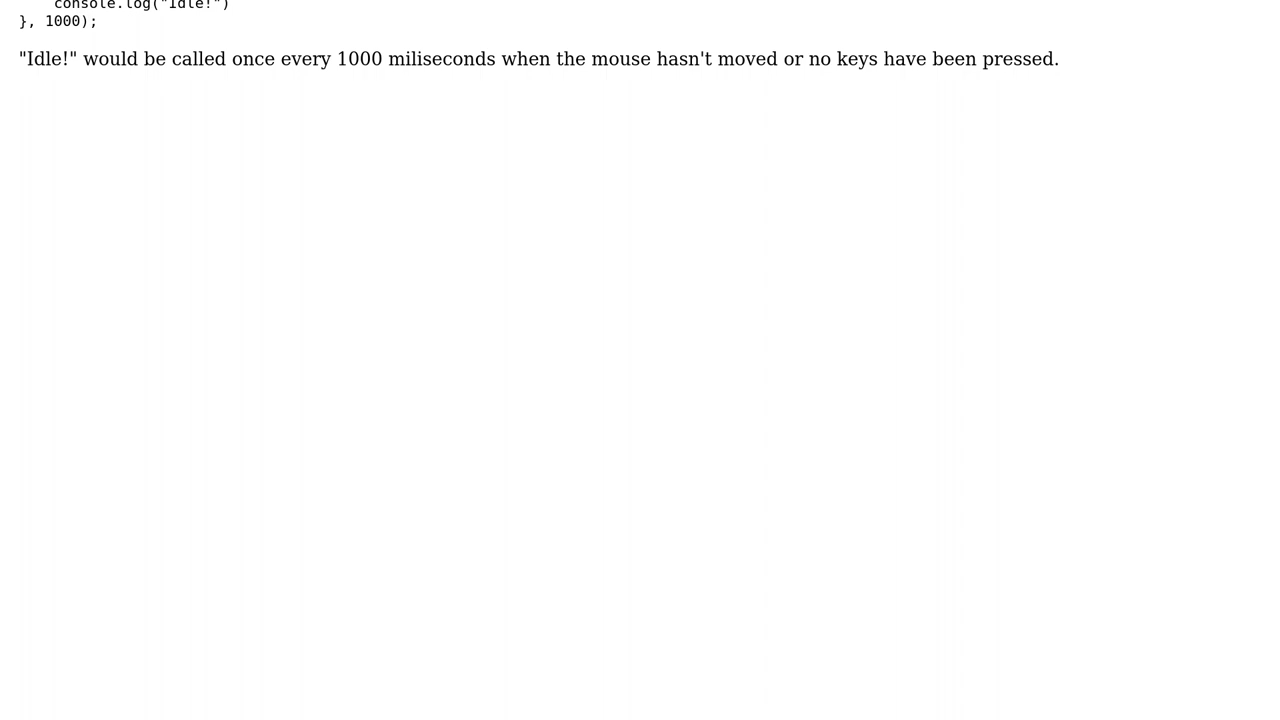 console.log("Idle!")
}, 1000);
"Idle!" would be called once every 1000 miliseconds when the mouse hasn't moved or no keys have been pressed.